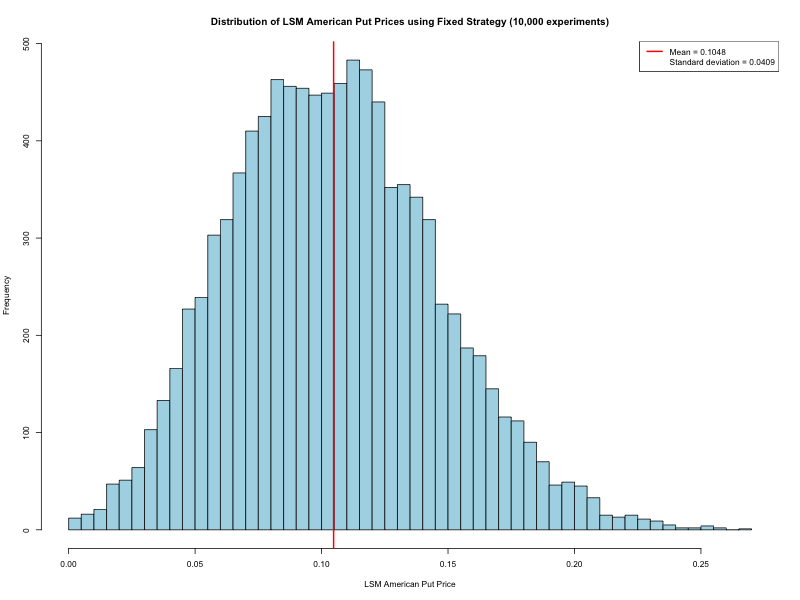 Distribution of LSM American Put Prices using Fixed Strategy (10,000 experiments)
Mean = 0.1048
Standard deviation = 0.0409
Frequency
500
400
300
200
100
0
0.00 0.05 0.10 0.15 0.20 0.25
LSM American Put Price